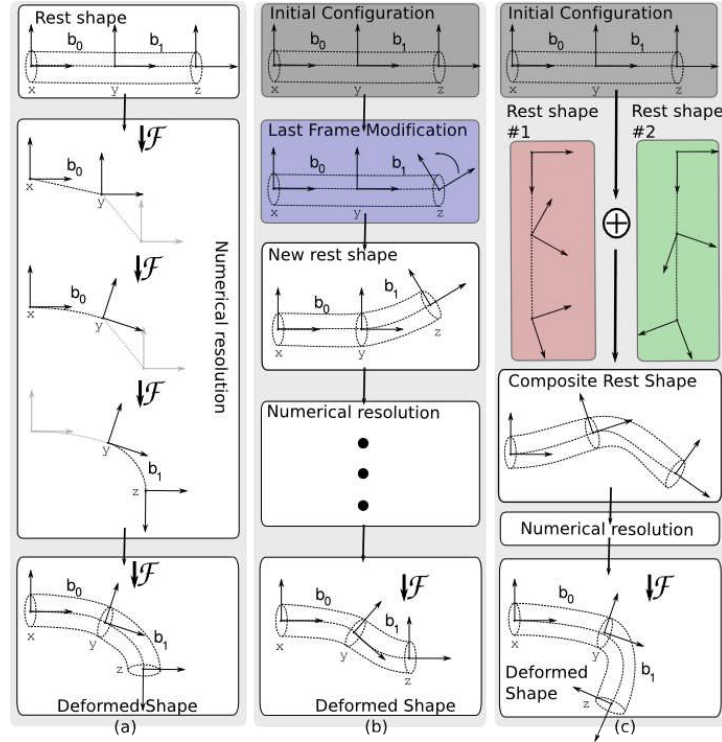 Rest shape
b0
b1
x
y
z
F
b0
x
y
F
b0
x
y
F
y
b1
z
Numerical resolution
F
b0
x
y
b1
z
Deformed Shape
(a)
Initial Configuration
b0
b1
x
y
z
Last Frame Modification
b0
b1
x
y
z
New rest shape
b0
b1
x
y
z
Numerical resolution
F
b0
b1
x
y
z
Deformed Shape
(b)
Initial Configuration
b0
b1
x
y
z
Rest shape
#1
Rest shape
#2
Composite Rest Shape
Numerical resolution
F
b0
x
y
b1
z
Deformed
Shape
(c)